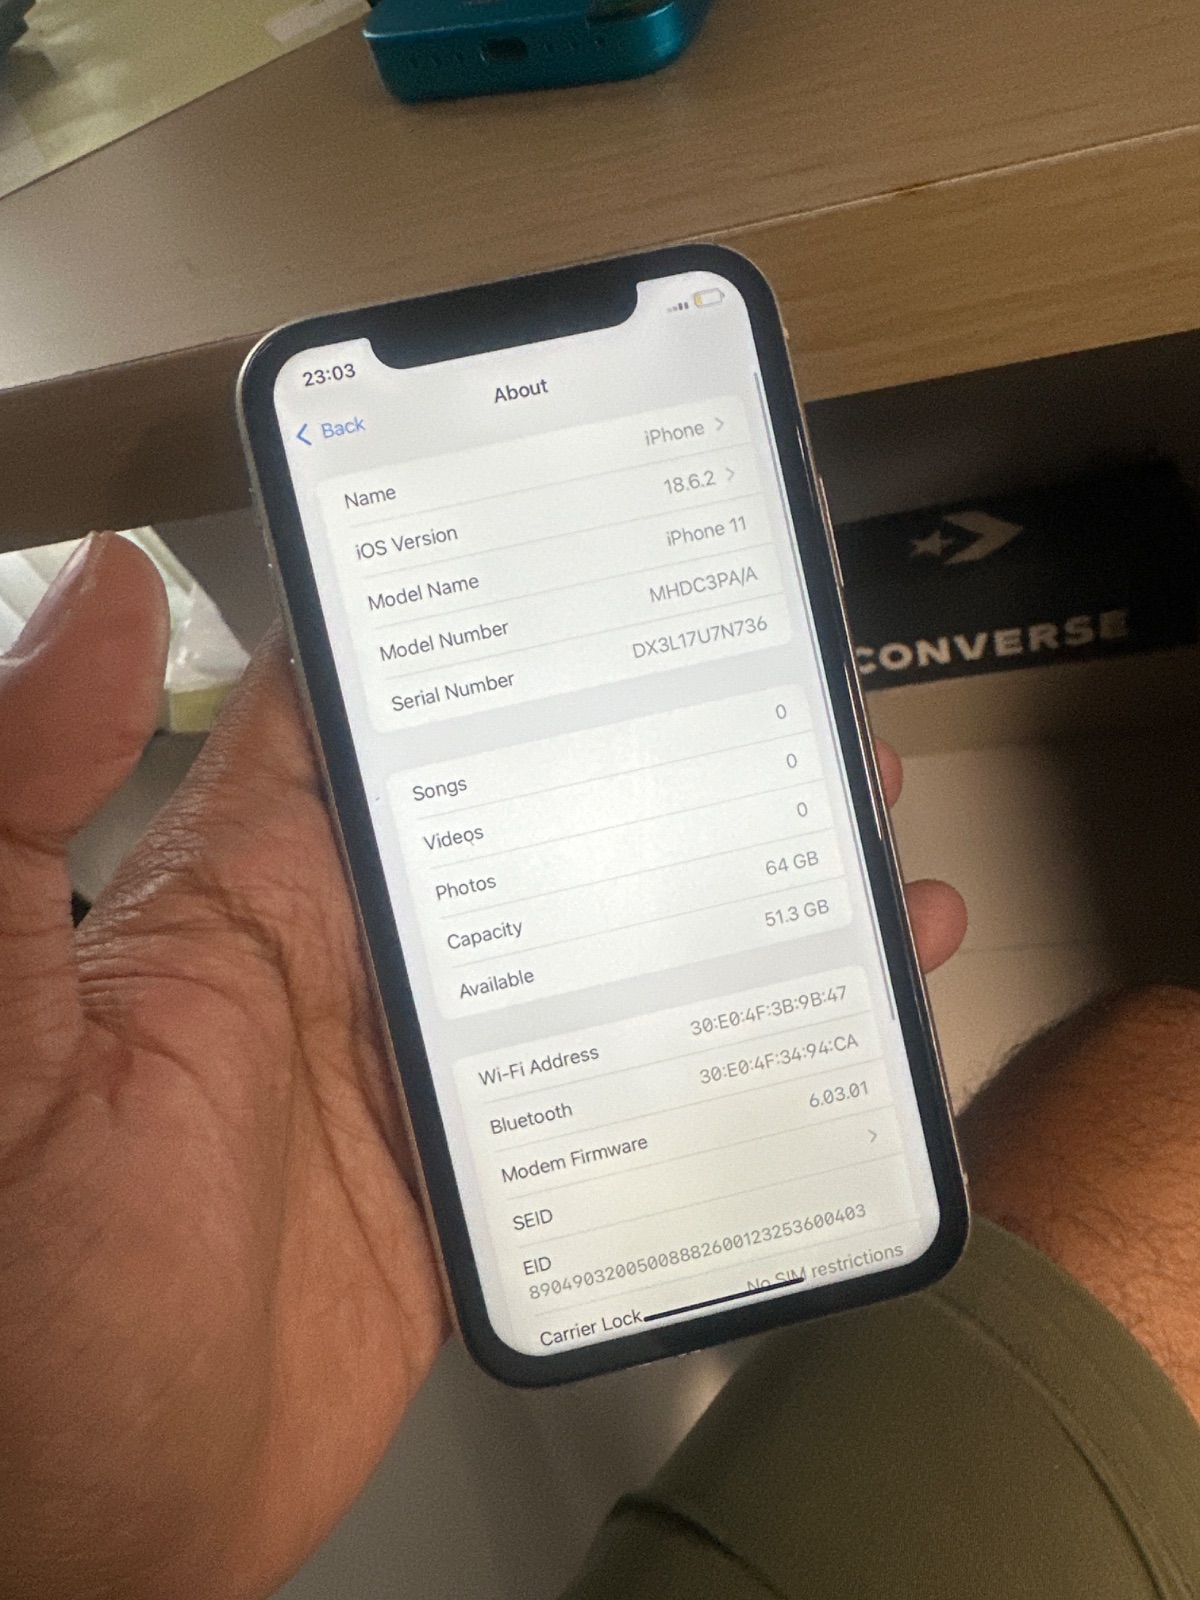 23:03
Back
About
Name iPhone
iOS Version 18.6.2
Model Name iPhone 11
Model Number MHDC3PA/A
Serial Number DX3L17U7N736
Songs 0
Videos 0
Photos 0
Capacity 64 GB
Available 51.3 GB
Wi-Fi Address 30:E0:4F:3B:9B:47
Bluetooth 30:E0:4F:34:94:CA
Modem Firmware 6.03.01
SEID
EID
89049032005008882600123253600403
Carrier Lock No SIM restrictions
CONVERSE